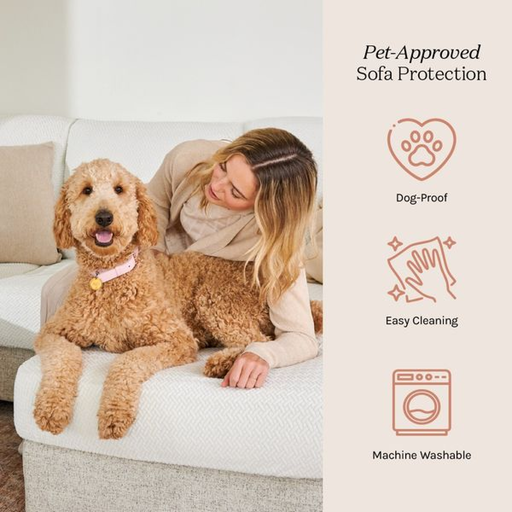 Pet-Approved
Sofa Protection
Dog-Proof
Easy Cleaning
Machine Washable